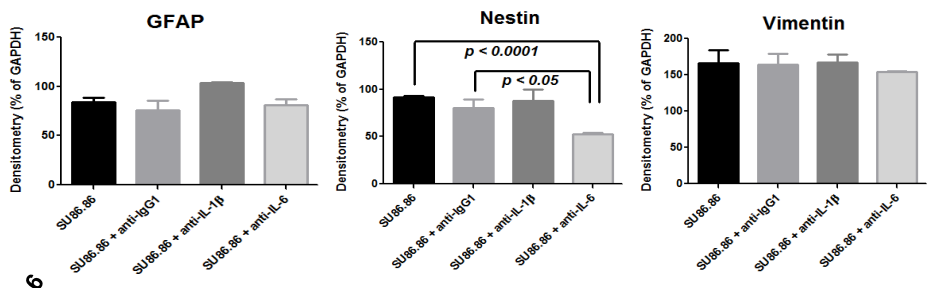 GFAP
Densitometry (% of GAPDH)
150
100
50
0
SU86.86
SU86.86 + anti-IgG1
SU86.86 + anti-IL-1β
SU86.86 + anti-IL-6
Nestin
Densitometry (% of GAPDH)
150
100
50
0
p < 0.0001
p < 0.05
SU86.86
SU86.86 + anti-IgG1
SU86.86 + anti-IL-1β
SU86.86 + anti-IL-6
Vimentin
Densitometry (% of GAPDH)
200
150
100
50
0
SU86.86
SU86.86 + anti-IgG1
SU86.86 + anti-IL-1β
SU86.86 + anti-IL-6
6